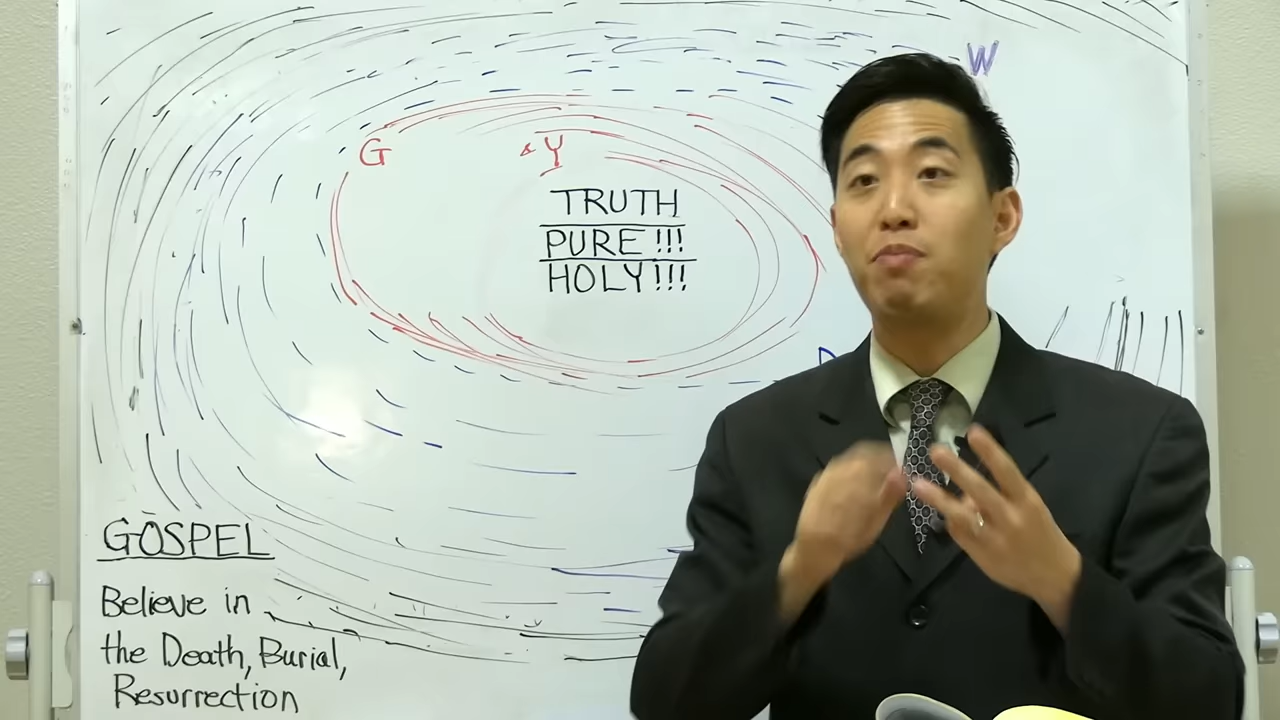 W
G
Y
TRUTH
PURE!!!
HOLY!!!
GOSPEL
Believe in
the Death, Burial,
Resurrection